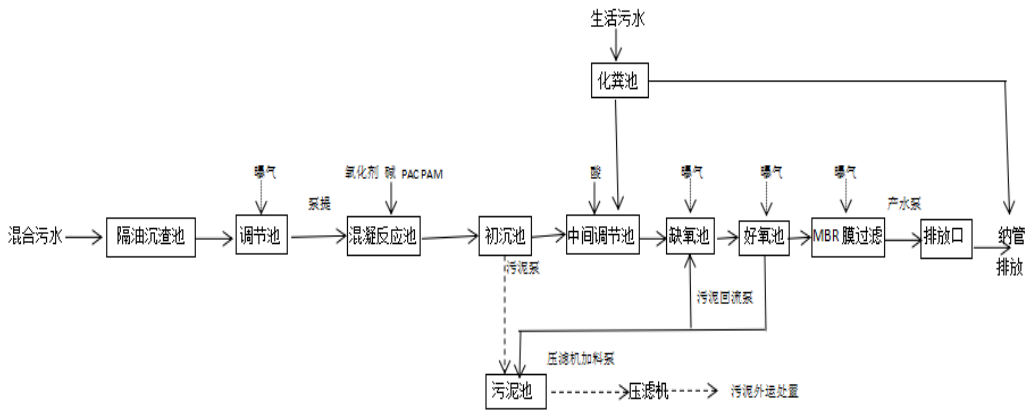 生活污水
化粪池
曝气
泵提
氧化剂 碱 PACPAM
酸
曝气
曝气
曝气
产水泵
混合污水
隔油沉渣池
调节池
混凝反应池
初沉池
中间调节池
缺氧池
好氧池
MBR 膜过滤
排放口
纳管
排放
污泥泵
污泥回流泵
压滤机加料泵
污泥池
压滤机
污泥外运处置